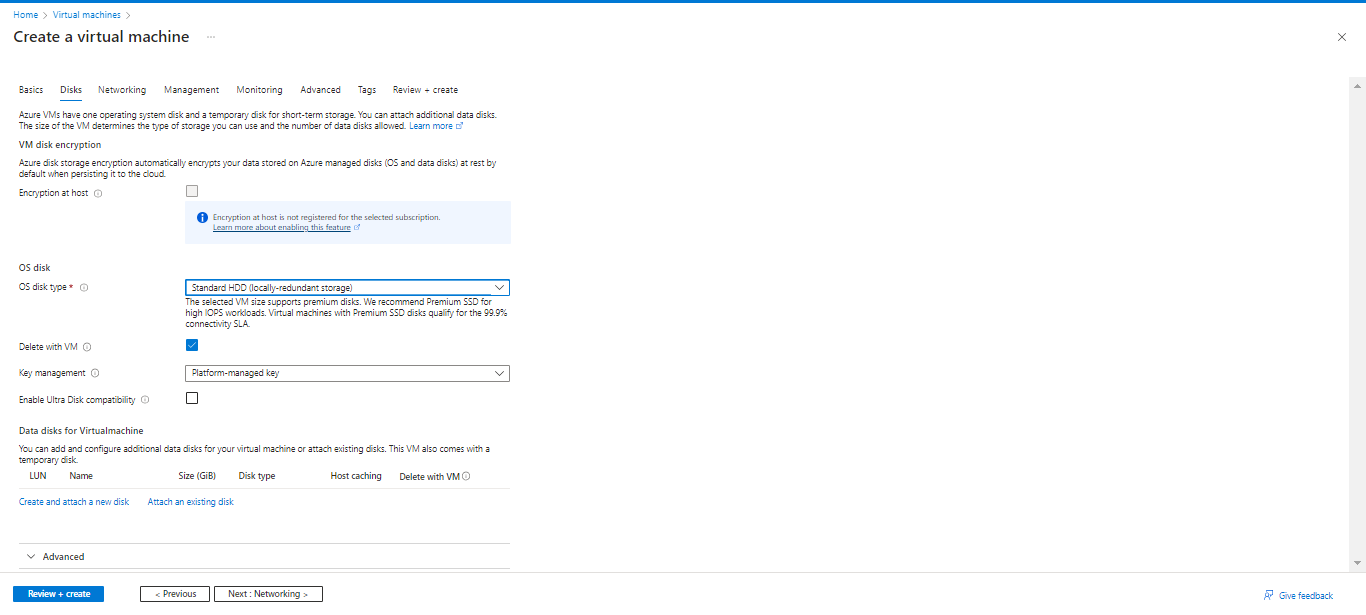 Home > Virtual machines >
Create a virtual machine ...
Basics Disks Networking Management Monitoring Advanced Tags Review + create
Azure VMs have one operating system disk and a temporary disk for short-term storage. You can attach additional data disks.
The size of the VM determines the type of storage you can use and the number of data disks allowed. Learn more
VM disk encryption
Azure disk storage encryption automatically encrypts your data stored on Azure managed disks (OS and data disks) at rest by
default when persisting it to the cloud.
Encryption at host
Encryption at host is not registered for the selected subscription.
Learn more about enabling this feature
OS disk
OS disk type *
Standard HDD (locally-redundant storage)
The selected VM size supports premium disks. We recommend Premium SSD for
high IOPS workloads. Virtual machines with Premium SSD disks qualify for the 99.9%
connectivity SLA.
Delete with VM
Key management
Platform-managed key
Enable Ultra Disk compatibility
Data disks for Virtualmachine
You can add and configure additional data disks for your virtual machine or attach existing disks. This VM also comes with a
temporary disk.
LUN Name Size (GiB) Disk type Host caching Delete with VM
Create and attach a new disk Attach an existing disk
Advanced
Review + create < Previous Next : Networking > Give feedback